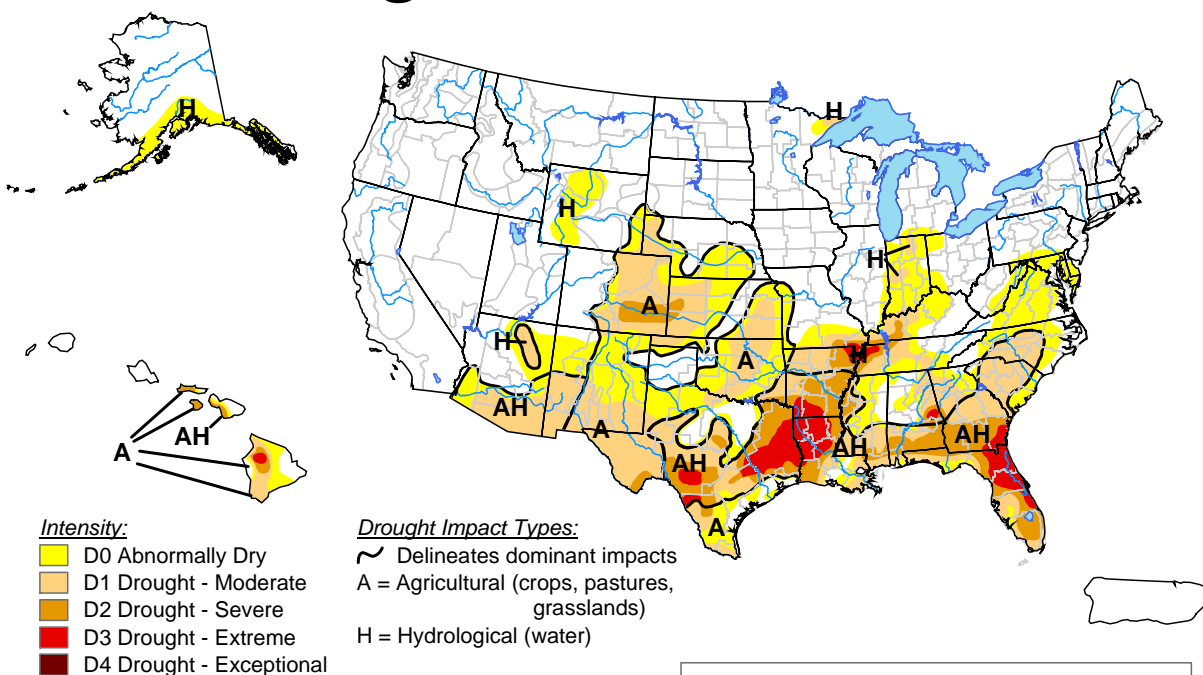 H
H
H
H
A
H
A
H
AH
A
AH
AH
AH
A
A
AH
Intensity:
D0 Abnormally Dry
D1 Drought - Moderate
D2 Drought - Severe
D3 Drought - Extreme
D4 Drought - Exceptional
Drought Impact Types:
Delineates dominant impacts
A = Agricultural (crops, pastures,
grasslands)
H = Hydrological (water)